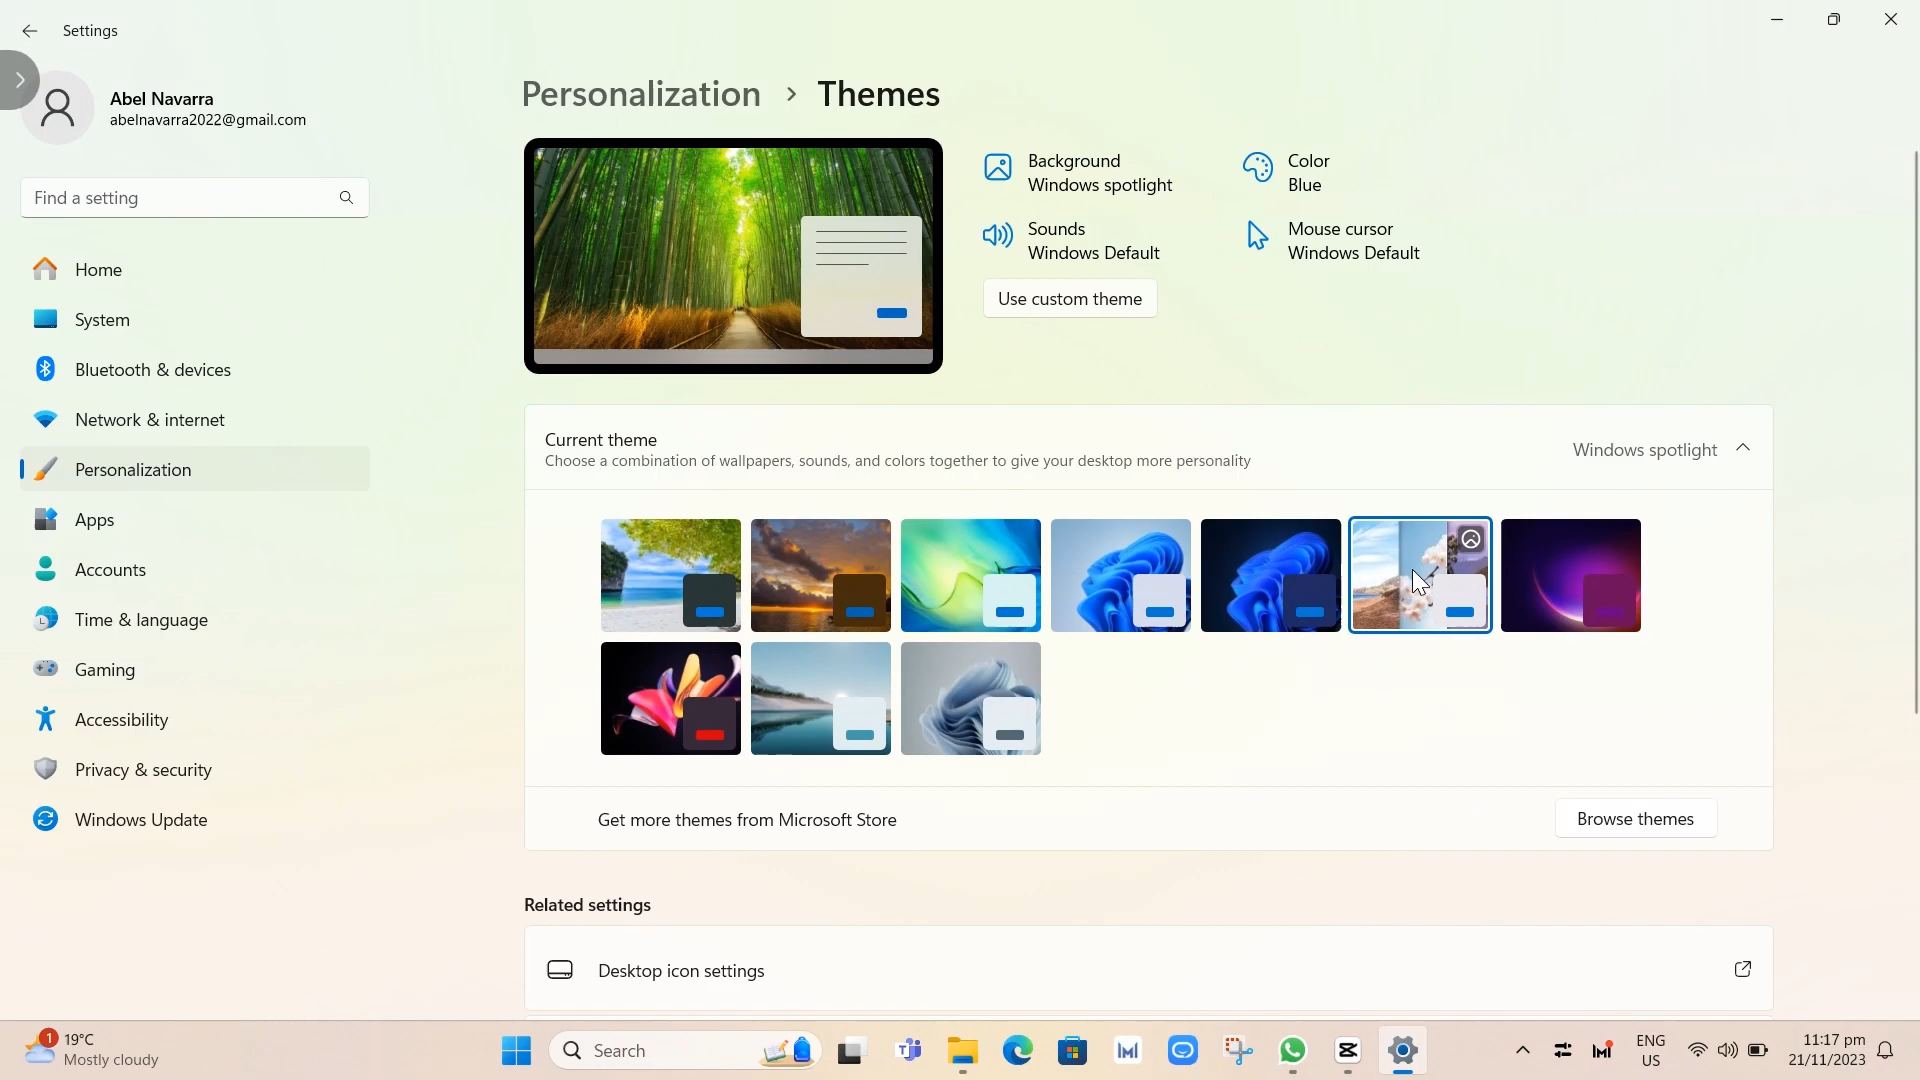 Settings
Abel Navarra
abelnavarra2022@gmail.com
Find a setting
Home
System
Bluetooth & devices
Network & internet
Personalization
Apps
Accounts
Time & language
Gaming
Accessibility
Privacy & security
Windows Update
Personalization > Themes
Background
Windows spotlight
Color
Blue
Sounds
Windows Default
Mouse cursor
Windows Default
Use custom theme
Current theme
Choose a combination of wallpapers, sounds, and colors together to give your desktop more personality
Windows spotlight
Get more themes from Microsoft Store
Browse themes
Related settings
Desktop icon settings
1
19°C
Mostly cloudy
Search
ENG
US
11:17 pm
21/11/2023